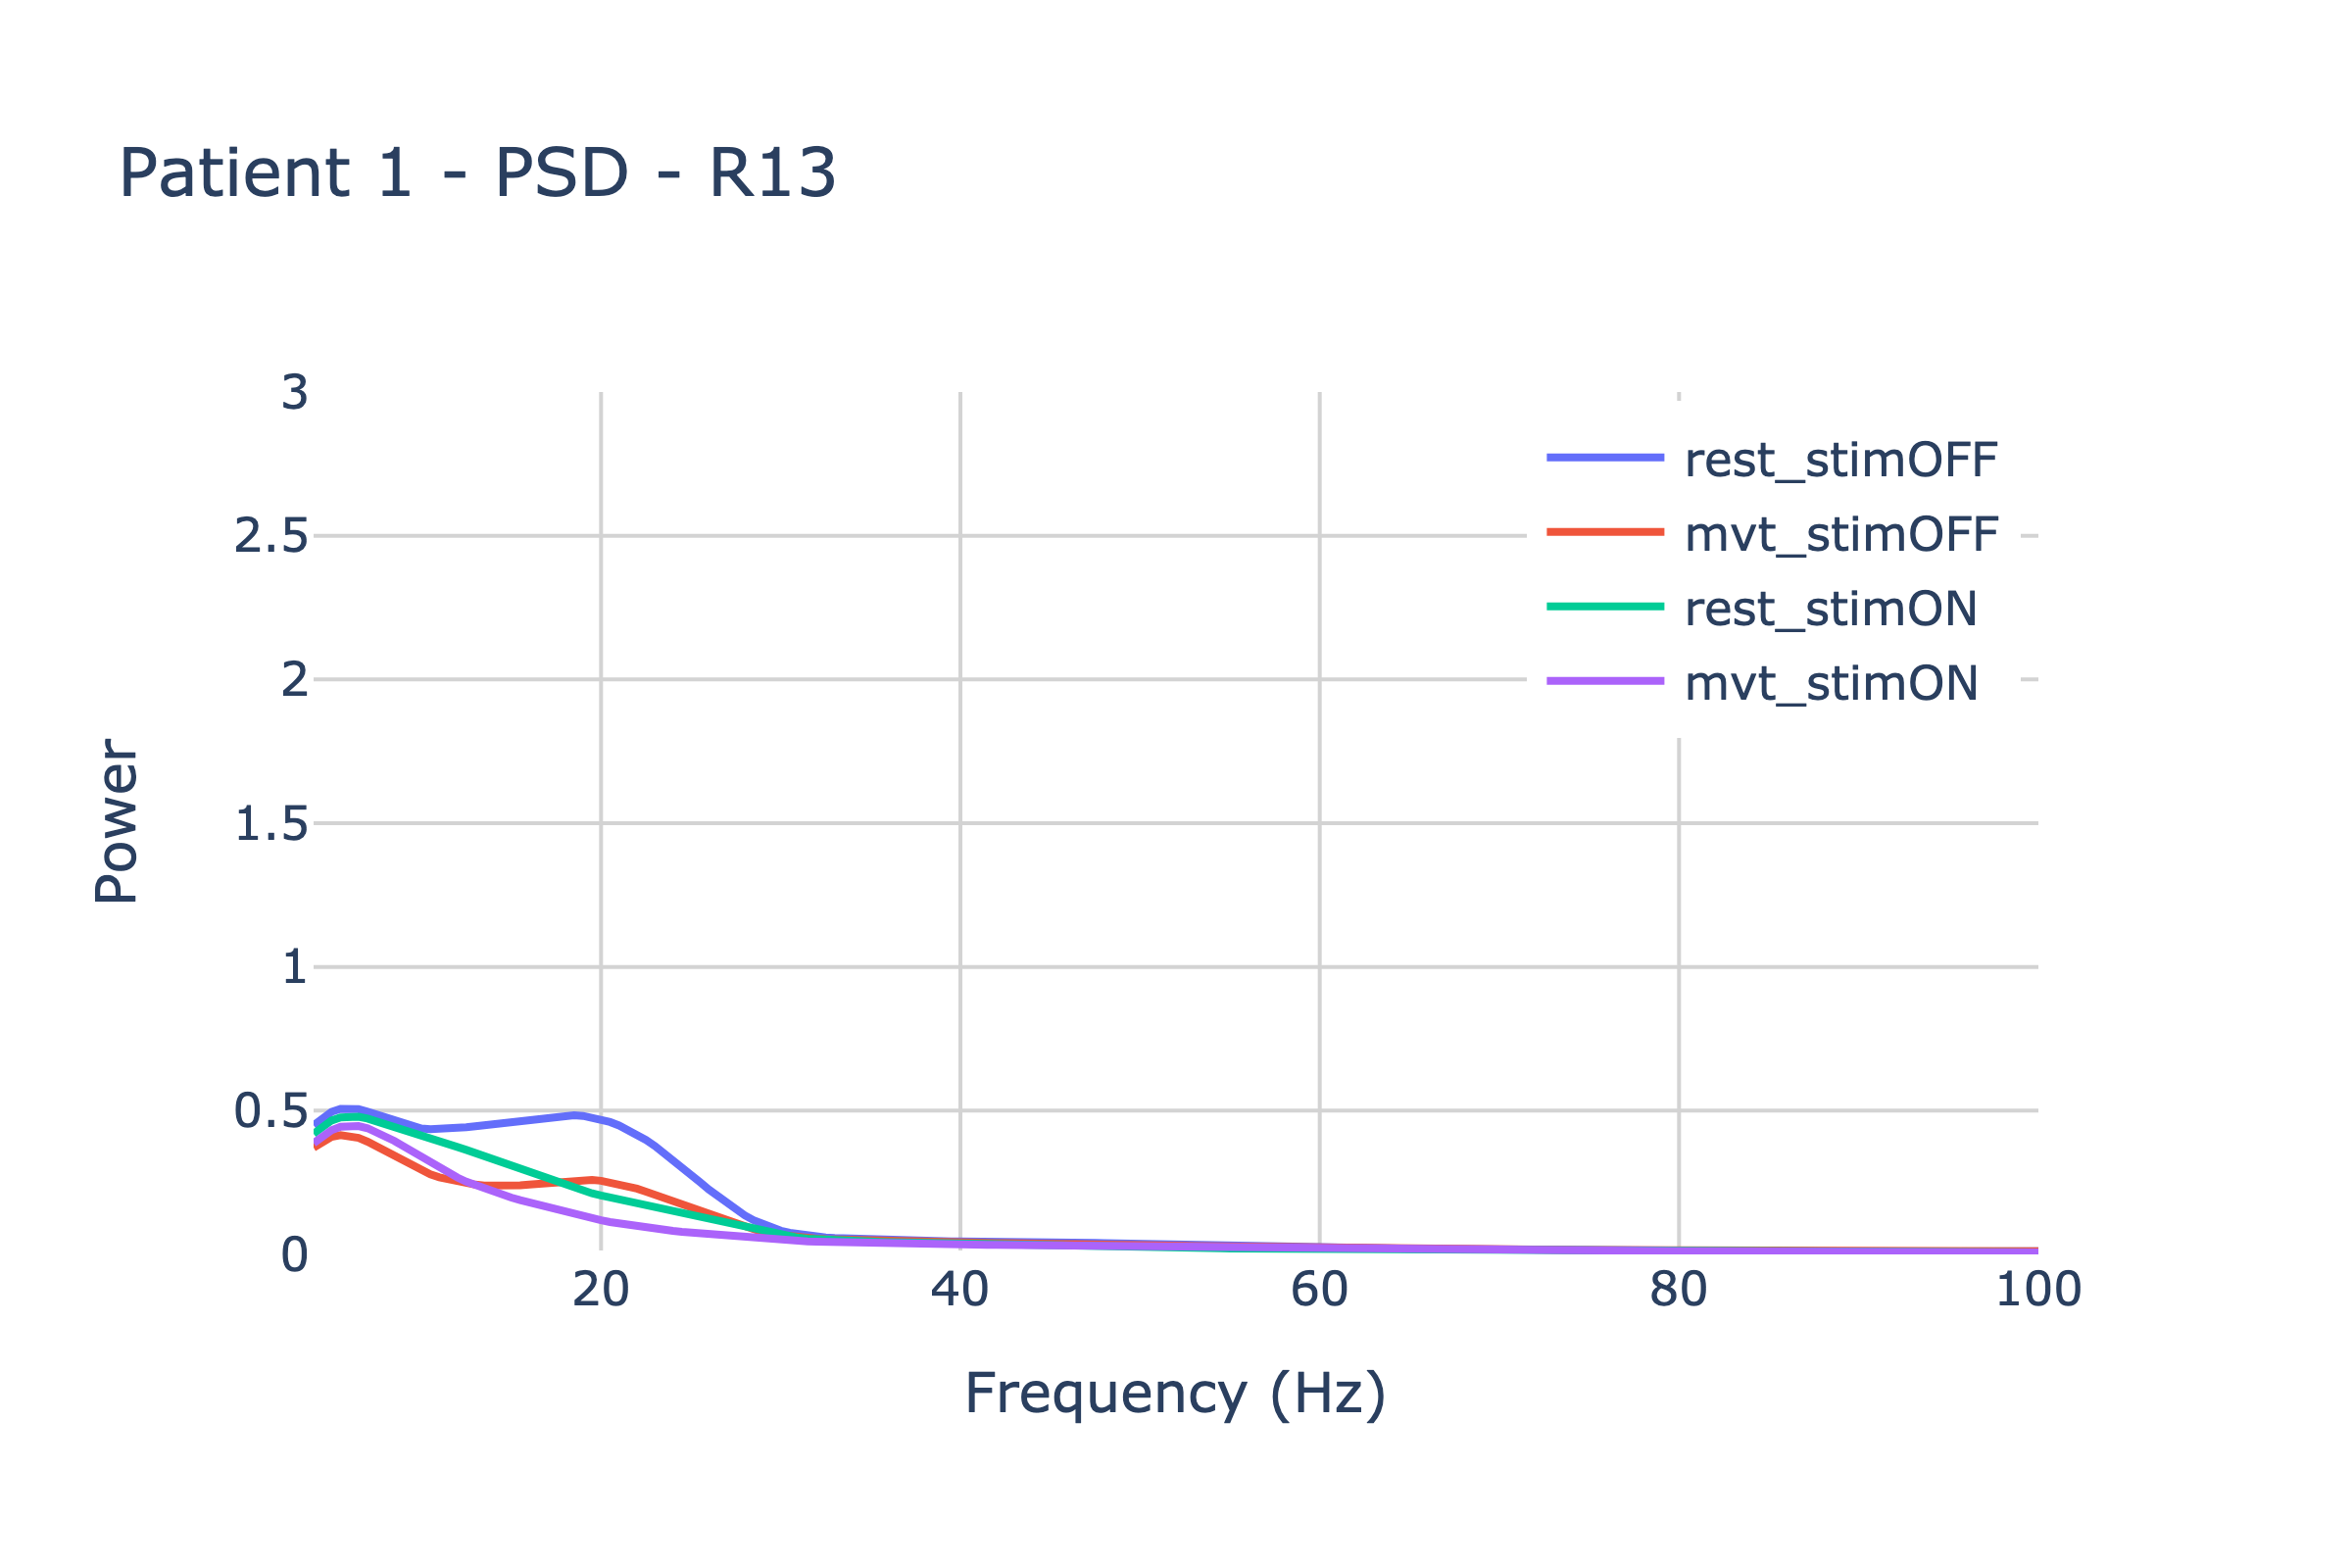 Patient 1 - PSD - R13
3
2.5
2
1.5
1
0.5
0
Power
20 40 60 80 100
Frequency (Hz)
rest_stimOFF
mvt_stimOFF
rest_stimON
mvt_stimON